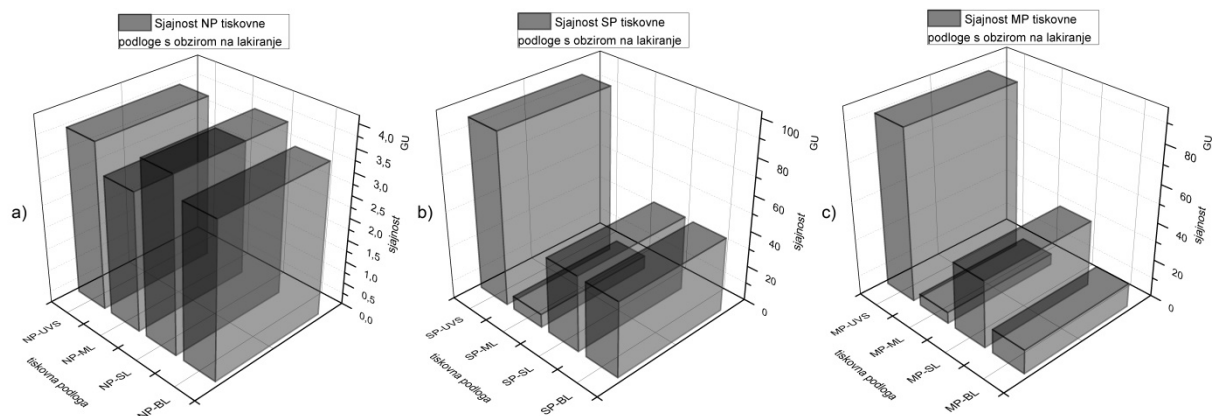 Sjajnost NP tiskovne
podloge s obzirom na lakiranje
a)
4,0
3,5
3,0
2,5
2,0
1,5
1,0
0,5
0,0
GU
sjajnost
NP-UVS
NP-ML
NP-SL
NP-BL
tiskovna podloga
Sjajnost SP tiskovne
podloge s obzirom na lakiranje
b)
100
80
60
40
20
0
GU
sjajnost
SP-UVS
SP-ML
SP-SL
SP-BL
tiskovna podloga
Sjajnost MP tiskovne
podloge s obzirom na lakiranje
c)
80
60
40
20
0
GU
sjajnost
MP-UVS
MP-ML
MP-SL
MP-BL
tiskovna podloga